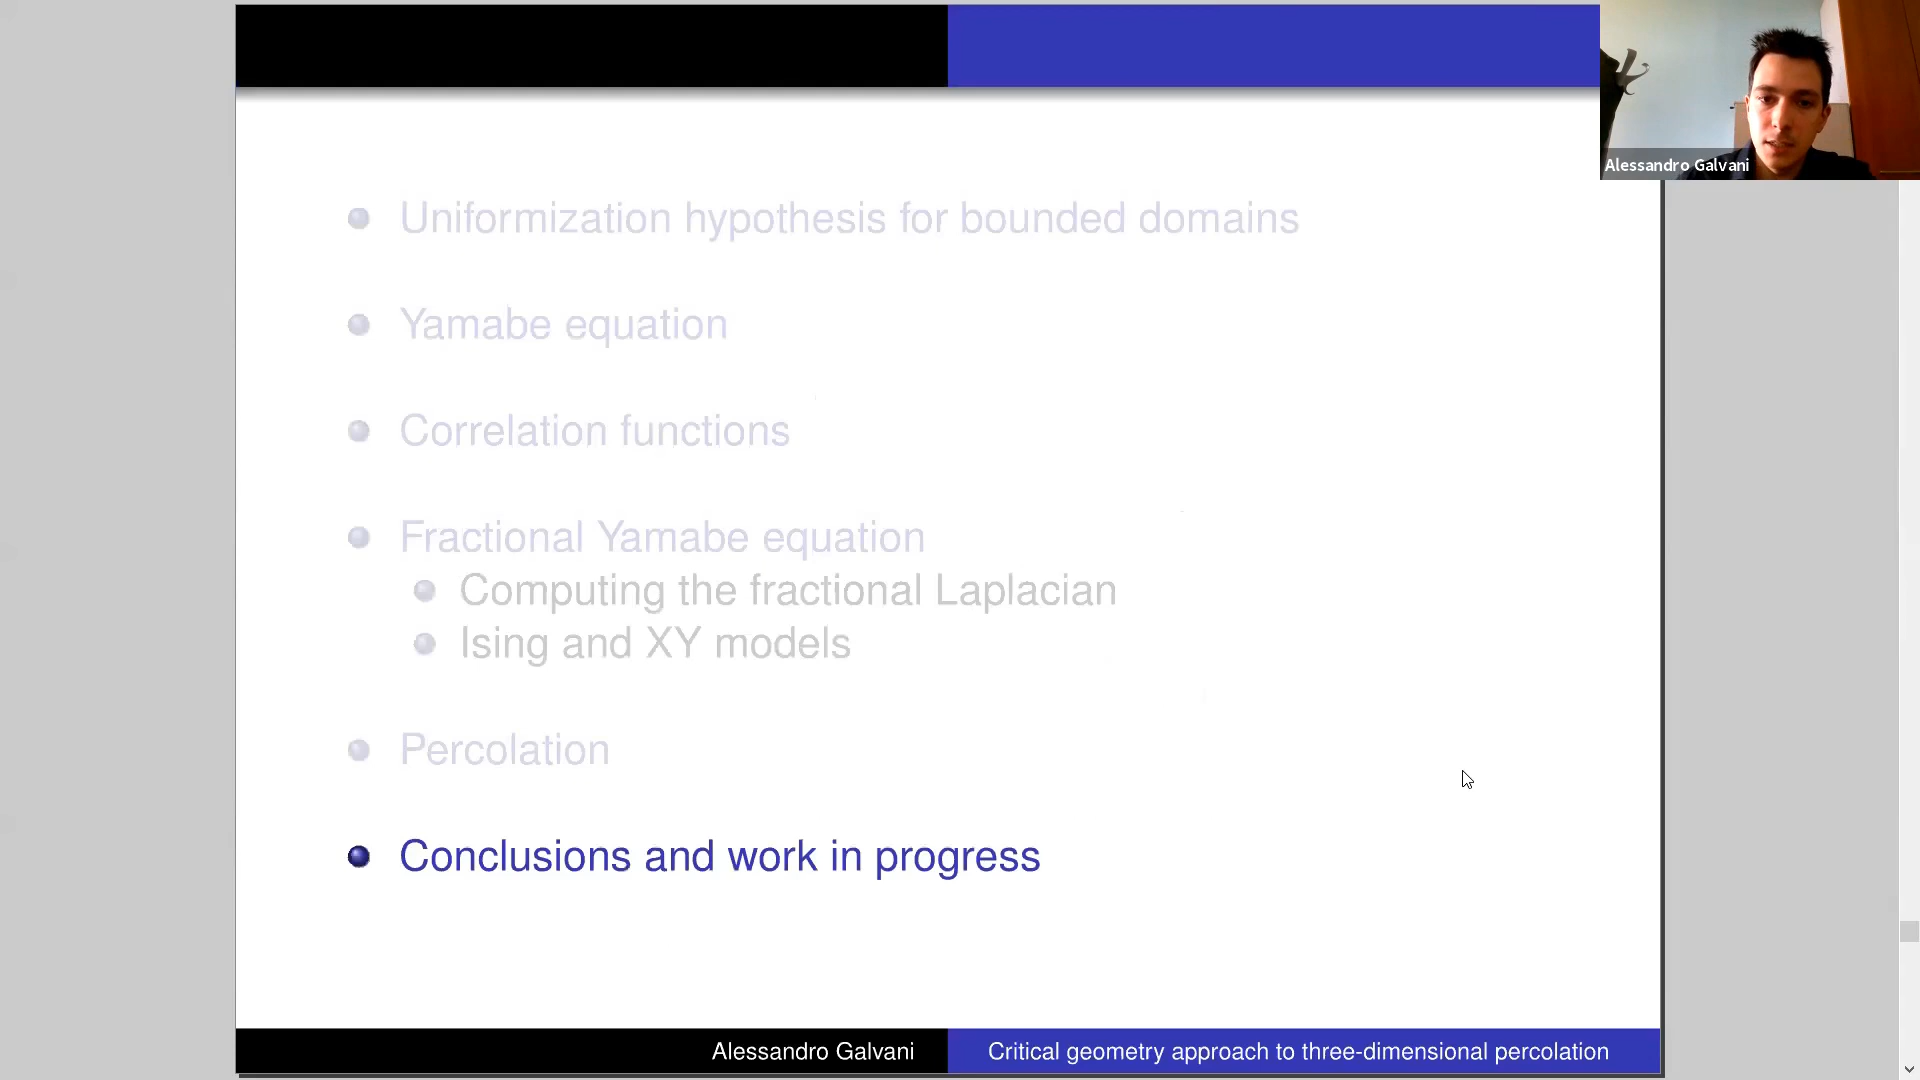 Alessandro Galvani
Uniformization hypothesis for bounded domains
Yamabe equation
Correlation functions
Fractional Yamabe equation
Computing the fractional Laplacian
Ising and XY models
Percolation
Conclusions and work in progress
Alessandro Galvani
Critical geometry approach to three-dimensional percolation